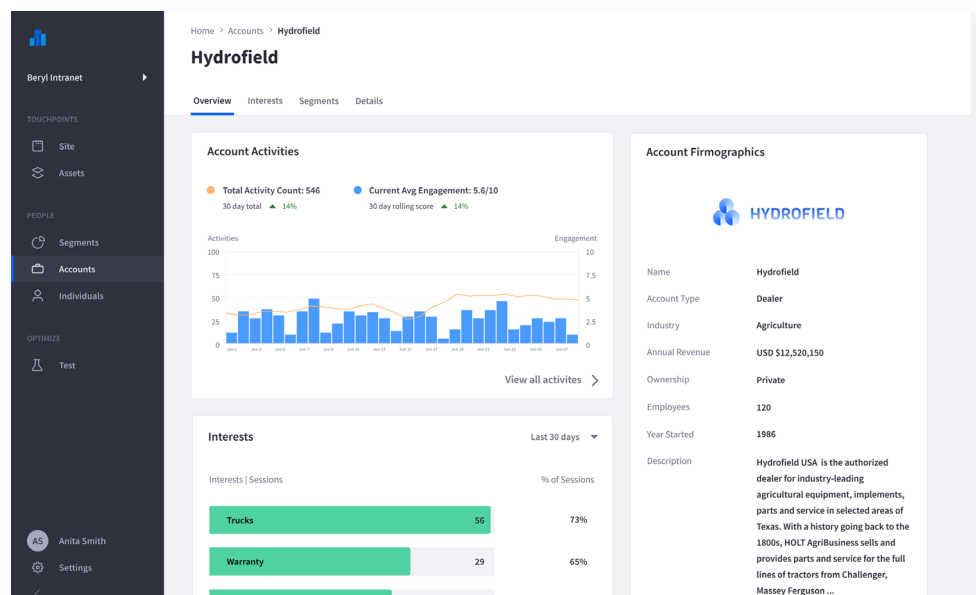 Beryl Intranet
TOUCHPOINTS
Site
Assets
PEOPLE
Segments
Accounts
Individuals
OPTIMIZE
Test
AS Anita Smith
Settings
Home > Accounts > Hydrofield
Hydrofield
Overview Interests Segments Details
Account Activities
Total Activity Count: 546 Current Avg Engagement: 5.6/10
30 day total 14% 30 day rolling score 14%
Activities Engagement
100 10
75 7.5
50 5
25 2.5
0 0
View all activites
Interests Last 30 days
Interests | Sessions % of Sessions
Trucks 56 73%
Warranty 29 65%
Account Firmographics
HYDROFIELD
Name Hydrofield
Account Type Dealer
Industry Agriculture
Annual Revenue USD $12,520,150
Ownership Private
Employees 120
Year Started 1986
Description Hydrofield USA is the authorized
dealer for industry-leading
agricultural equipment, implements,
parts and service in selected areas of
Texas. With a history going back to the
1800s, HOLT AgriBusiness sells and
provides parts and service for the full
lines of tractors from Challenger,
Massey Ferguson ...